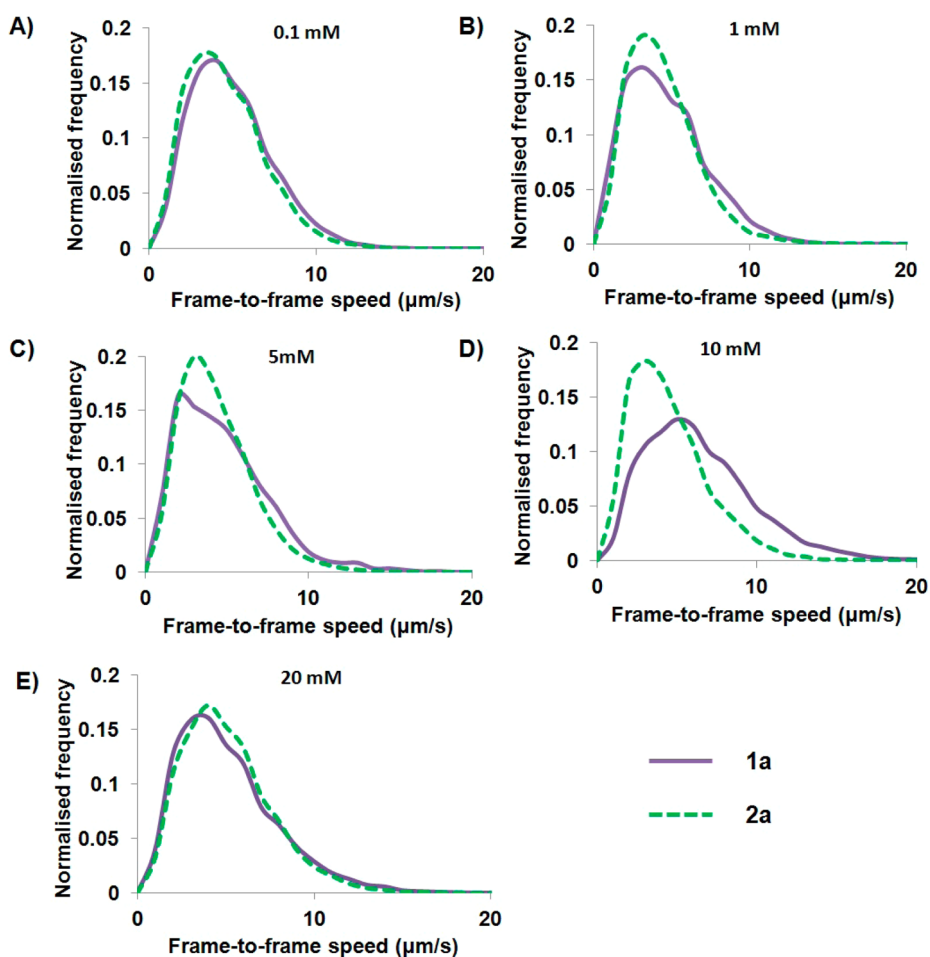 A)
0.1 mM
Normalised frequency
0.2
0.15
0.1
0.05
0
0 10 20
Frame-to-frame speed (µm/s)
B)
1 mM
Normalised frequency
0.2
0.15
0.1
0.05
0
0 10 20
Frame-to-frame speed (µm/s)
C)
5mM
Normalised frequency
0.2
0.15
0.1
0.05
0
0 10 20
Frame-to-frame speed (µm/s)
D)
10 mM
Normalised frequency
0.2
0.15
0.1
0.05
0
0 10 20
Frame-to-frame speed (µm/s)
E)
20 mM
Normalised frequency
0.2
0.15
0.1
0.05
0
0 10 20
Frame-to-frame speed (µm/s)
1a
2a